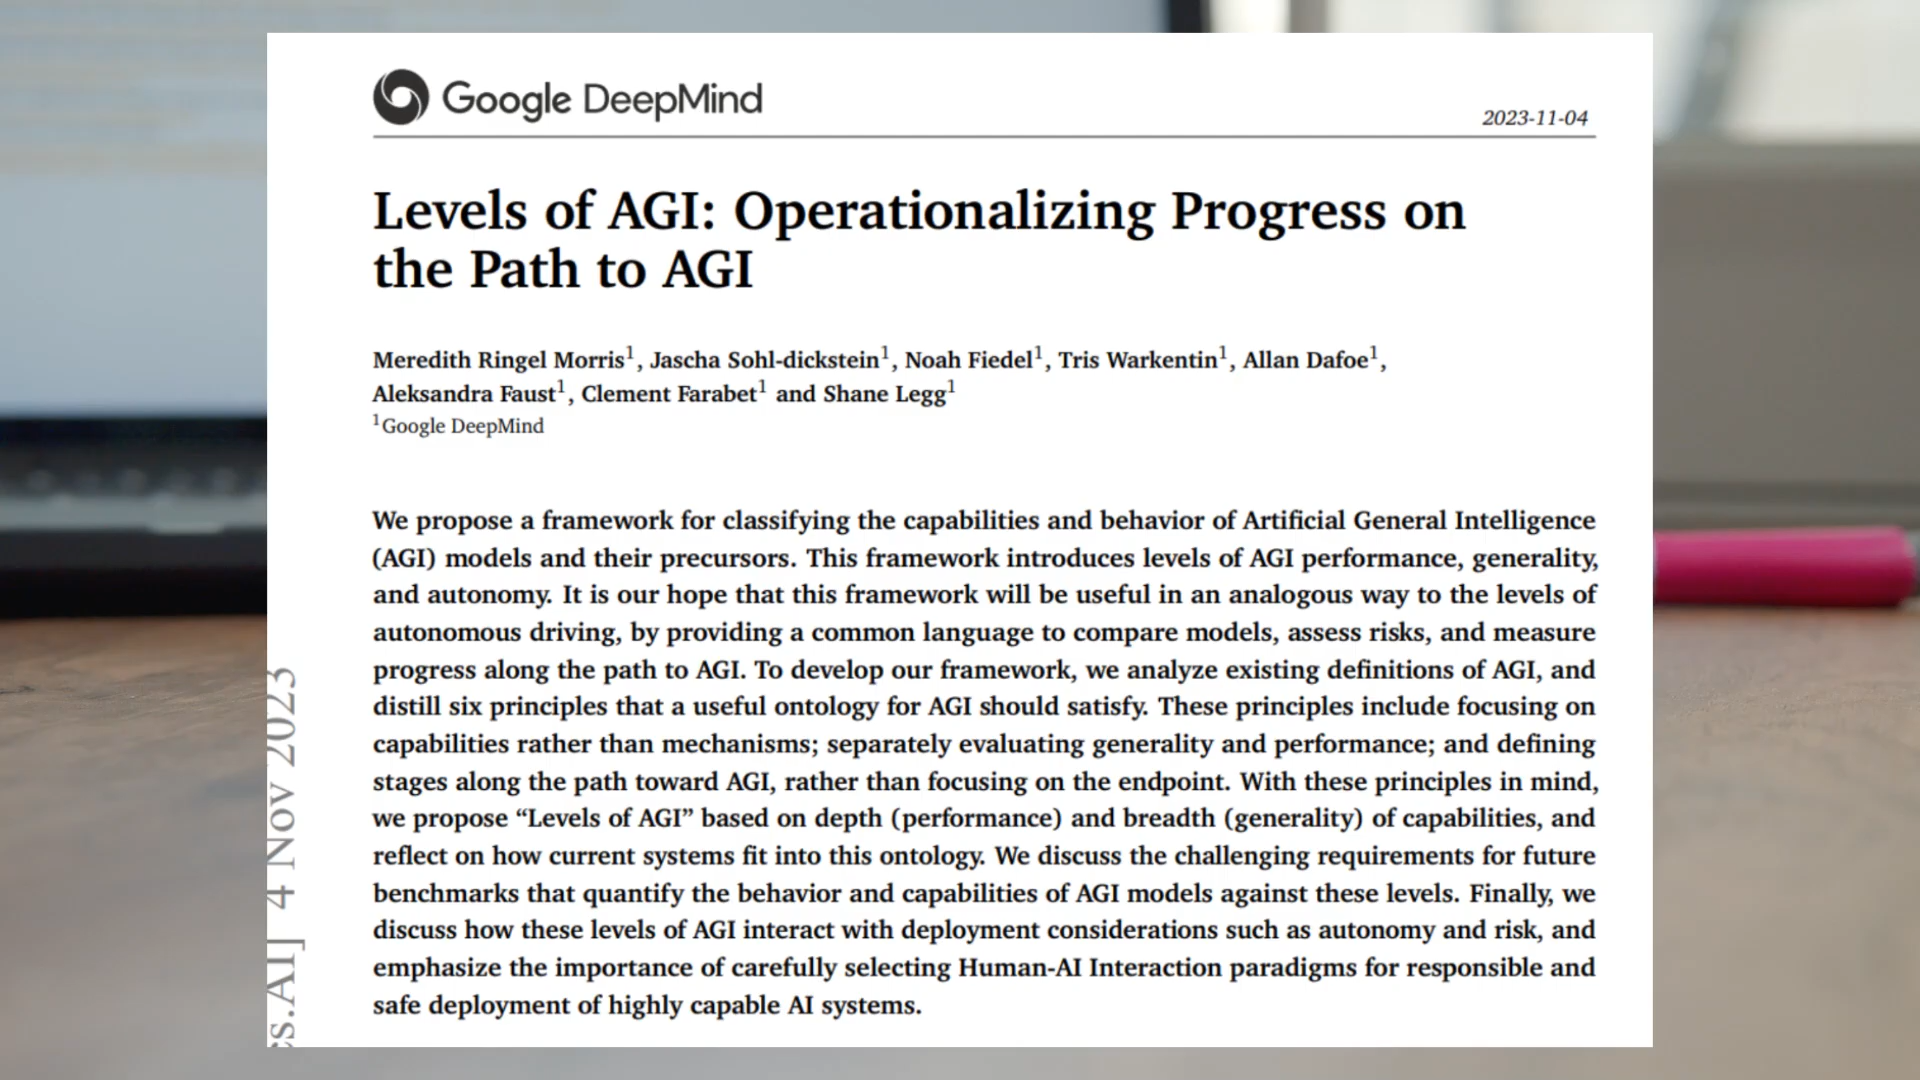 Google DeepMind
2023-11-04
Levels of AGI: Operationalizing Progress on
the Path to AGI
Meredith Ringel Morris1, Jascha Sohl-dickstein1, Noah Fiedel1, Tris Warkentin1, Allan Dafoe1,
Aleksandra Faust1, Clement Farabet1 and Shane Legg1
1Google DeepMind
We propose a framework for classifying the capabilities and behavior of Artificial General Intelligence
(AGI) models and their precursors. This framework introduces levels of AGI performance, generality,
and autonomy. It is our hope that this framework will be useful in an analogous way to the levels of
autonomous driving, by providing a common language to compare models, assess risks, and measure
progress along the path to AGI. To develop our framework, we analyze existing definitions of AGI, and
distill six principles that a useful ontology for AGI should satisfy. These principles include focusing on
capabilities rather than mechanisms; separately evaluating generality and performance; and defining
stages along the path toward AGI, rather than focusing on the endpoint. With these principles in mind,
we propose “Levels of AGI” based on depth (performance) and breadth (generality) of capabilities, and
reflect on how current systems fit into this ontology. We discuss the challenging requirements for future
benchmarks that quantify the behavior and capabilities of AGI models against these levels. Finally, we
discuss how these levels of AGI interact with deployment considerations such as autonomy and risk, and
emphasize the importance of carefully selecting Human-AI Interaction paradigms for responsible and
safe deployment of highly capable AI systems.
cs.AI] 4 Nov 2023